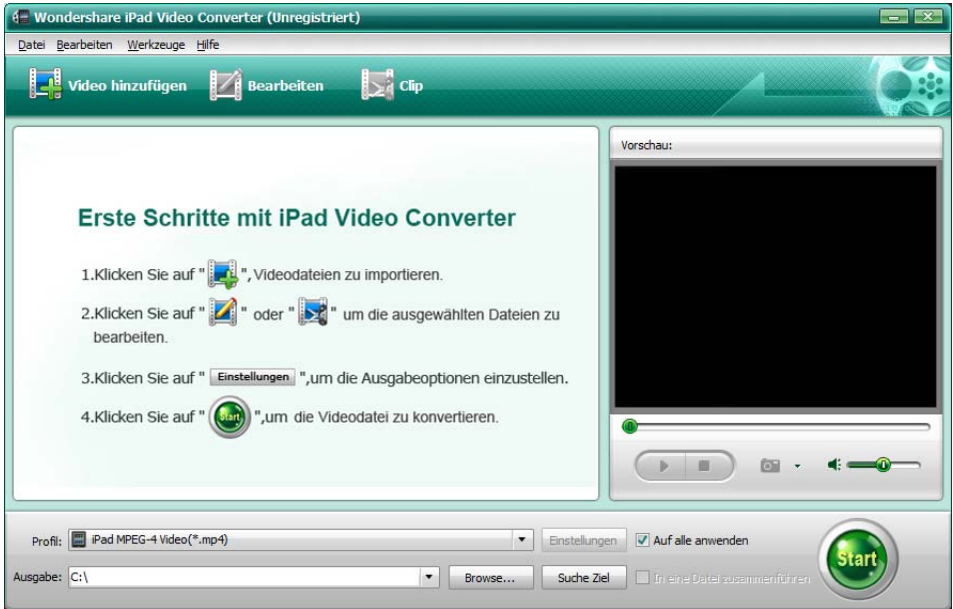 Wondershare iPad Video Converter (Unregistriert)
Datei Bearbeiten Werkzeuge Hilfe
Video hinzufügen Bearbeiten Clip
Vorschau:
Erste Schritte mit iPad Video Converter
1.Klicken Sie auf " ", Videodateien zu importieren.
2.Klicken Sie auf " " oder " " um die ausgewählten Dateien zu
bearbeiten.
3.Klicken Sie auf " Einstellungen ",um die Ausgabeoptionen einzustellen.
4.Klicken Sie auf " Start ",um die Videodatei zu konvertieren.
Profil: iPad MPEG-4 Video(*.mp4) Einstellungen Auf alle anwenden
Start
Ausgabe: C:\ Browse... Suche Ziel In eine Datei zusammenführen